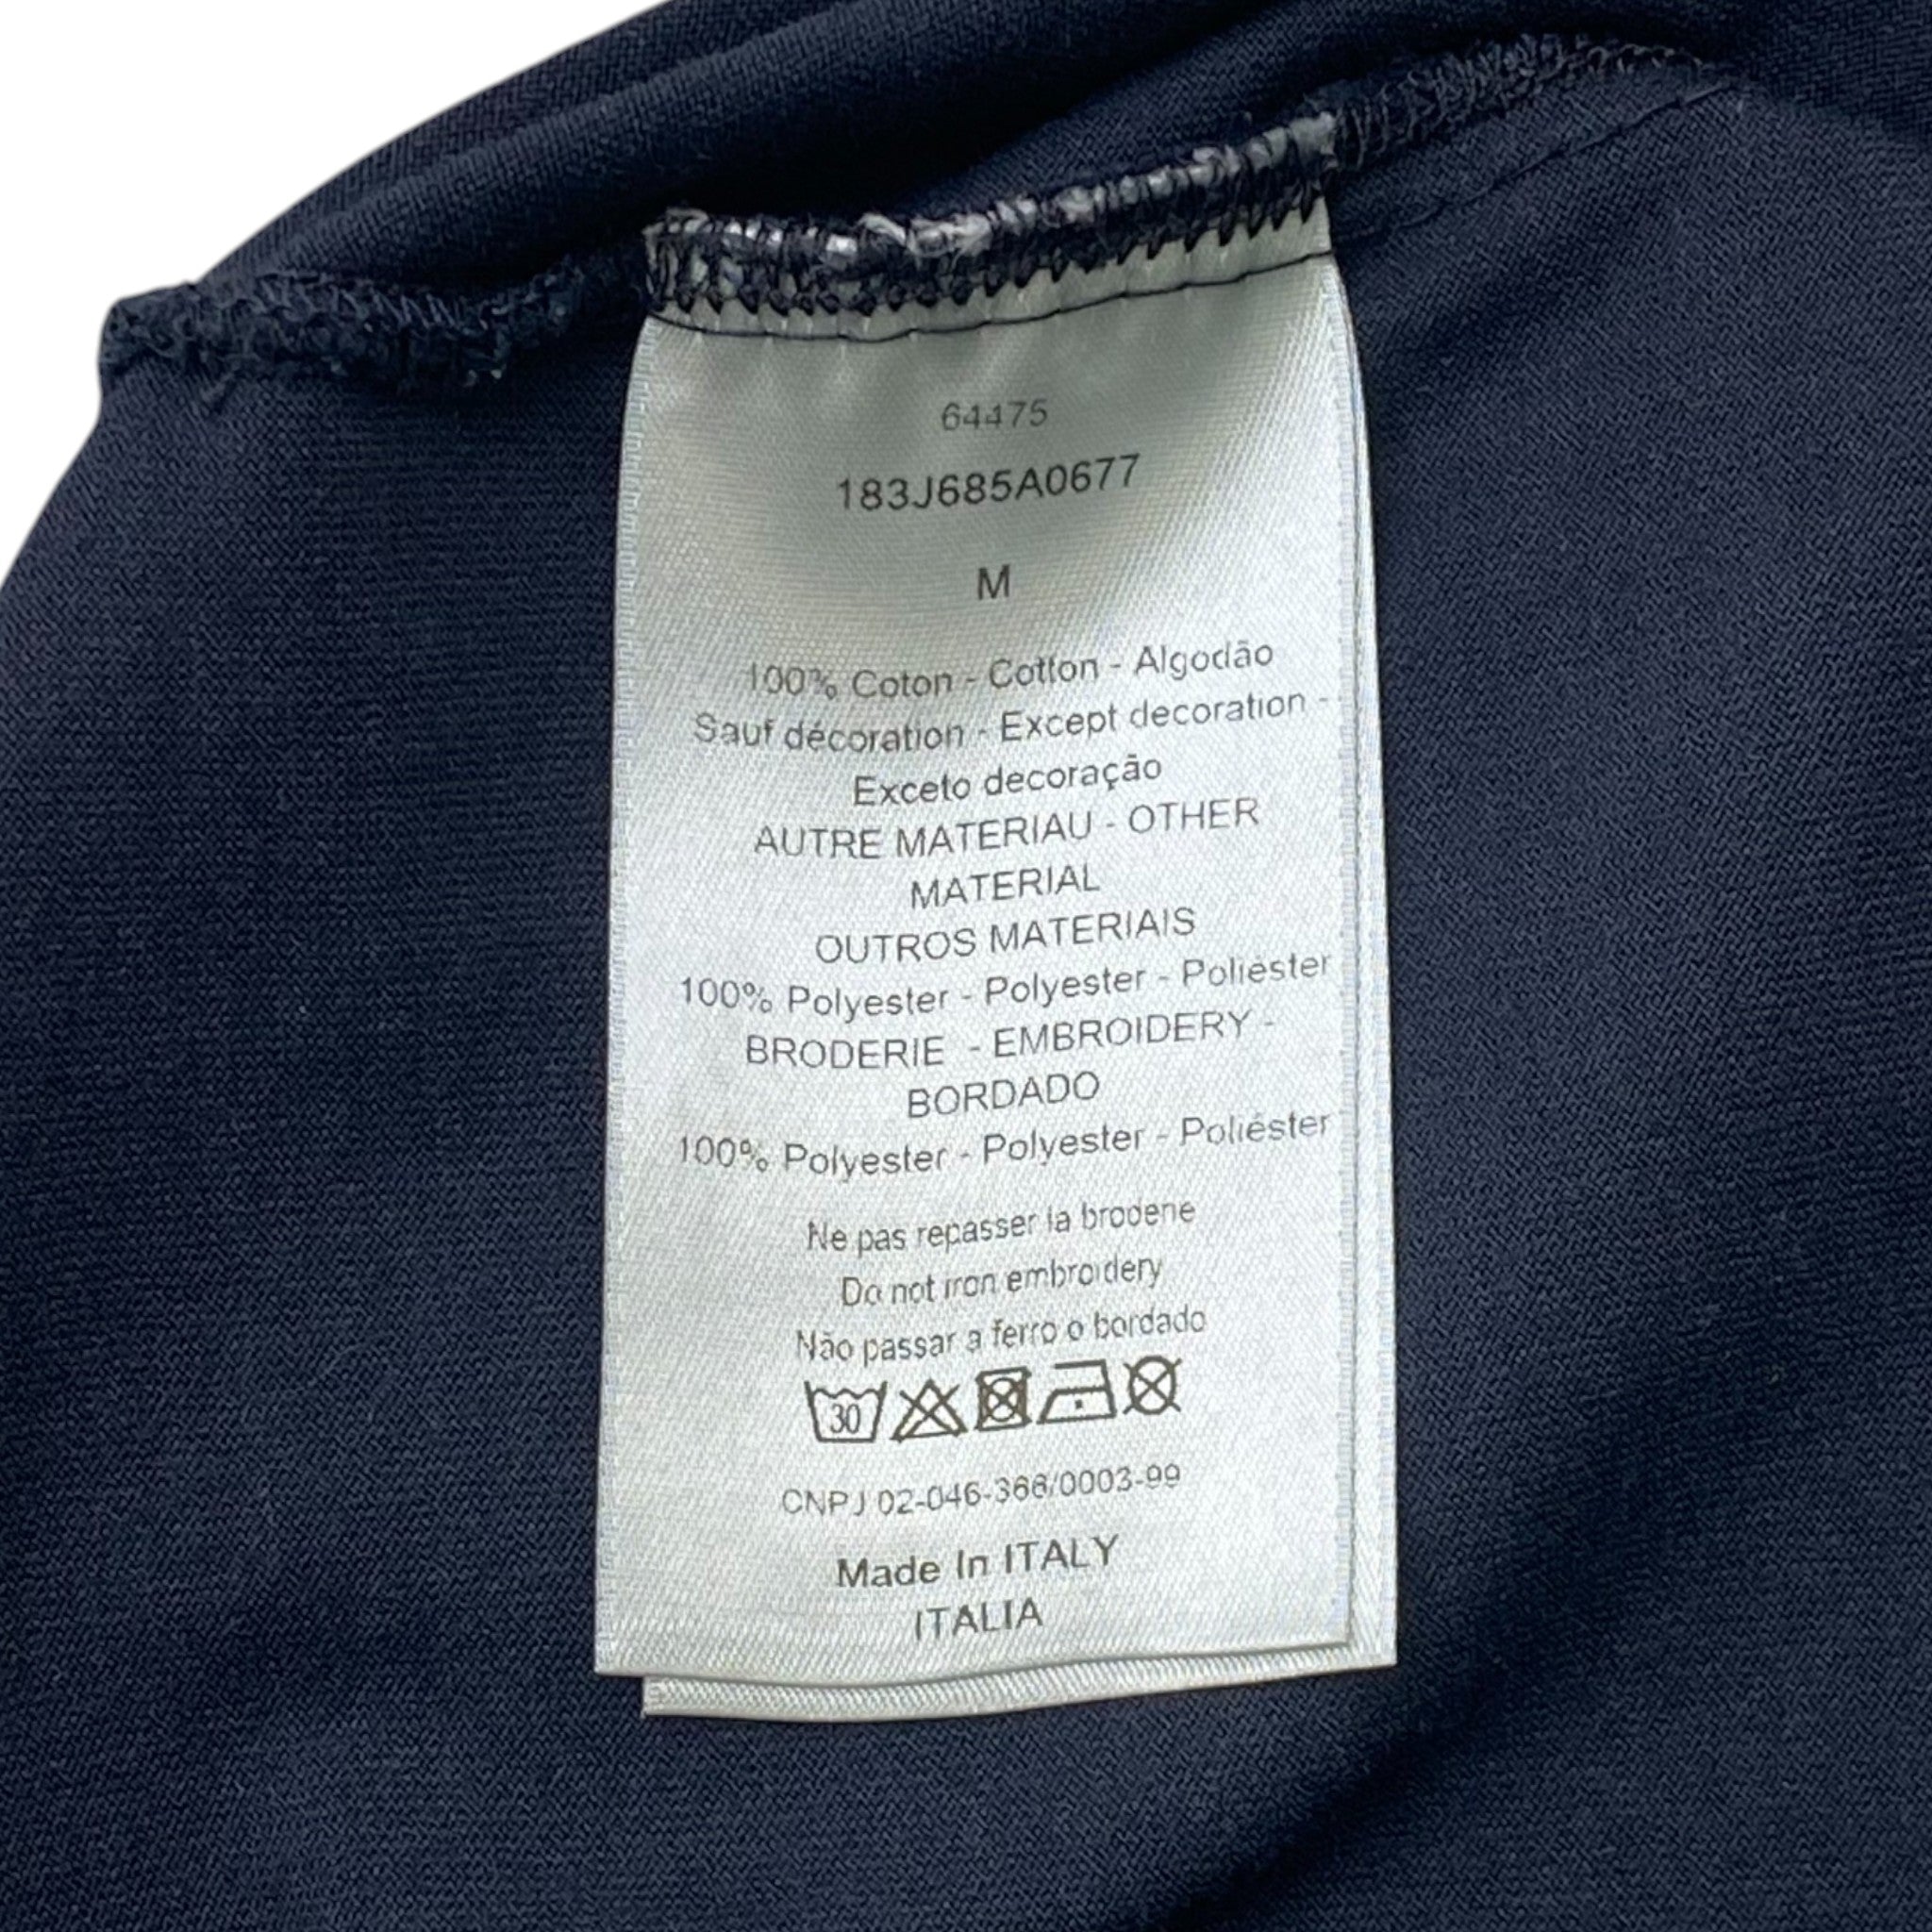 64475
183J685A0677
M
100% Coton - Cotton - Algodão
Sauf décoration - Except decoration -
Exceto decoração
AUTRE MATERIAU - OTHER
MATERIAL
OUTROS MATERIAIS
100% Polyester - Polyester - Poliéster
BRODERIE - EMBROIDERY -
BORDADO
100% Polyester - Polyester - Poliéster
Ne pas repasser la broderie
Do not iron embroidery
Não passar a ferro o bordado
30
CNPJ 02-046-366/0003-99
Made In ITALY
ITALIA